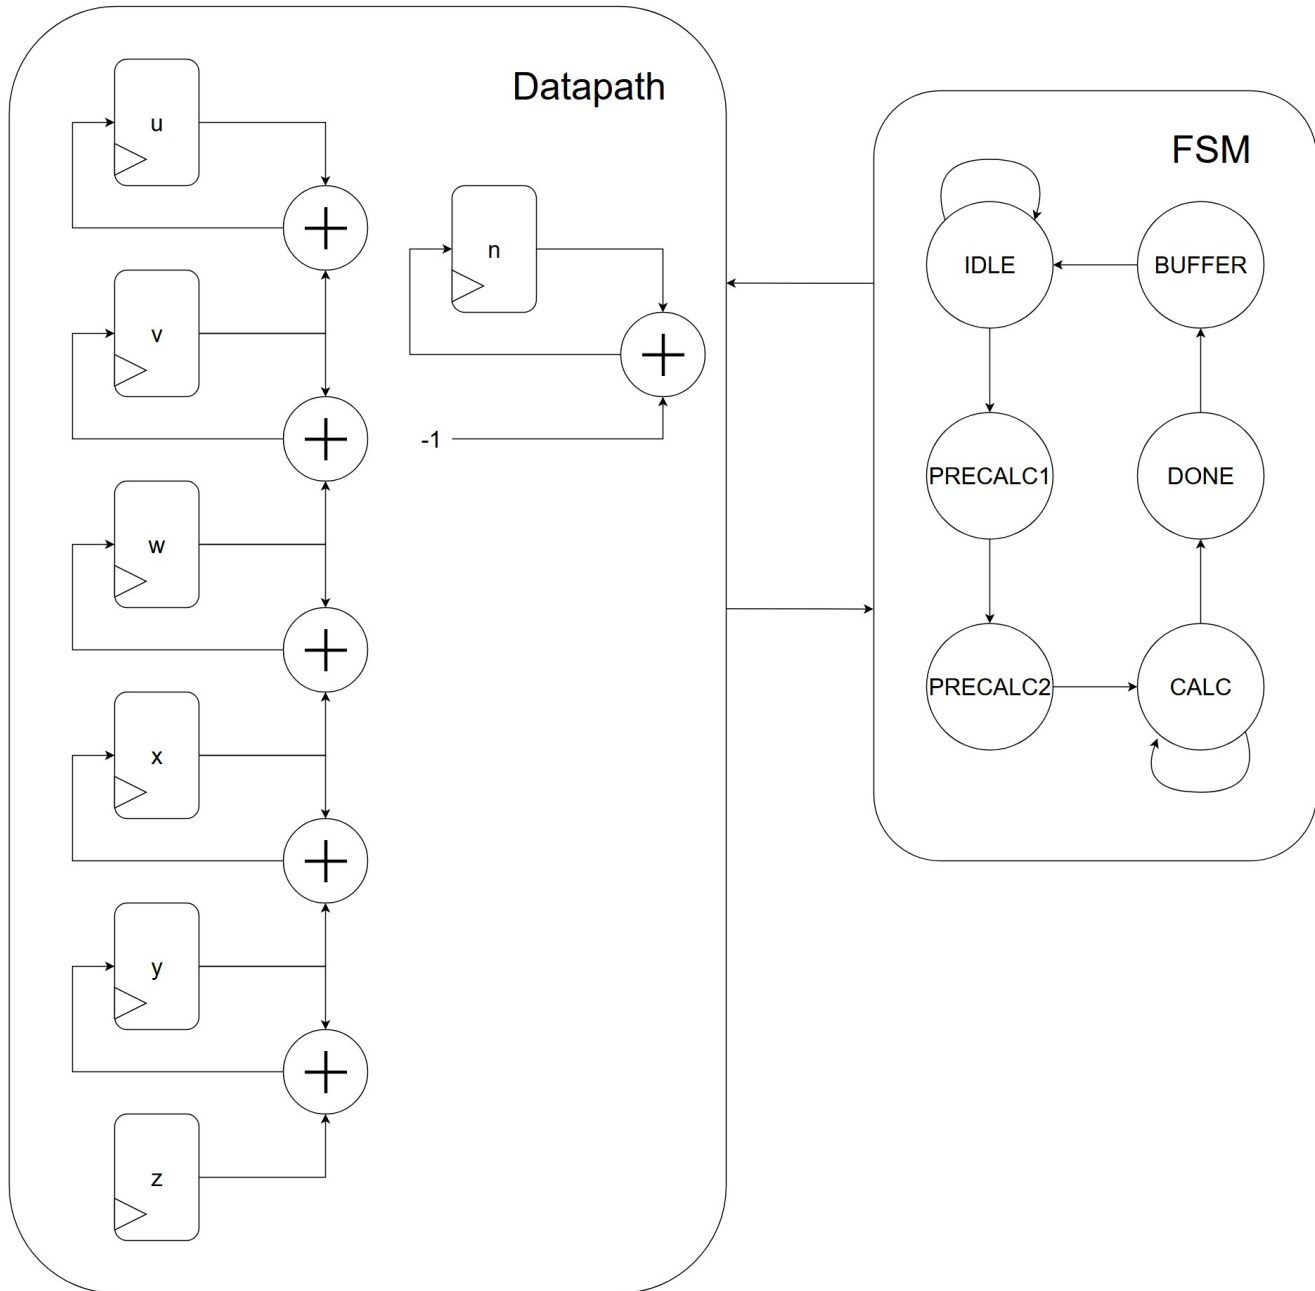 Datapath
u
v
w
x
y
z
n
-1
FSM
IDLE
BUFFER
PRECALC1
DONE
PRECALC2
CALC